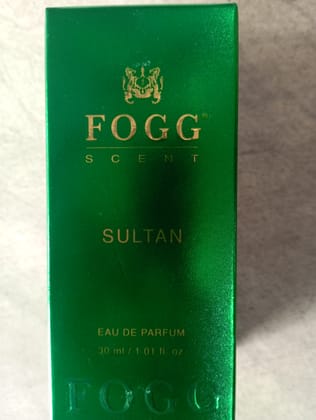 FOGG®
SCENT
SULTAN
EAU DE PARFUM
30 ml / 1.01 fl. oz
FOGG